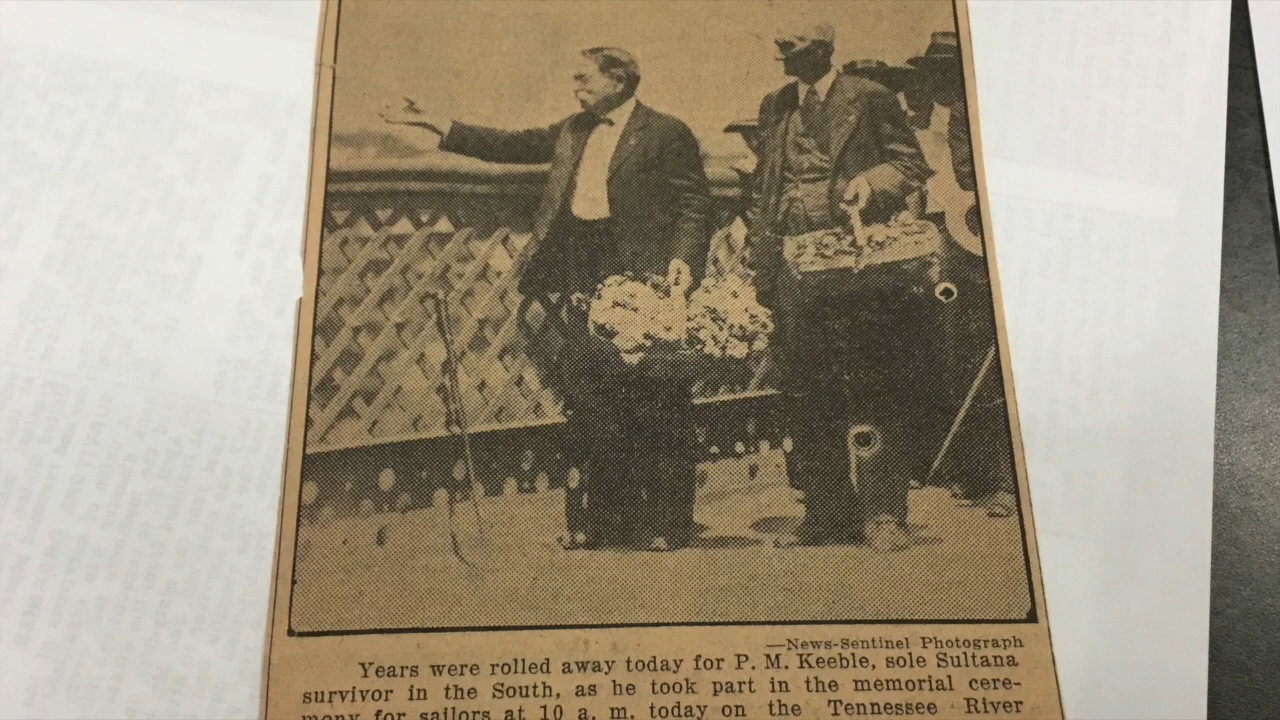 —News-Sentinel Photograph
Years were rolled away today for P. M. Keeble, sole Sultana
survivor in the South, as he took part in the memorial cere-
mony for sailors at 10 a. m. today on the Tennessee River